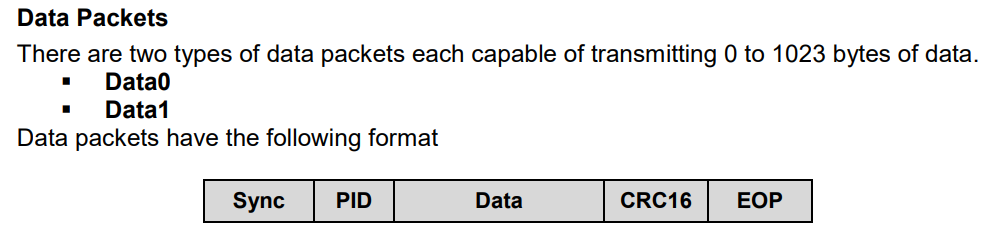 Data Packets
There are two types of data packets each capable of transmitting 0 to 1023 bytes of data.
▪ Data0
▪ Data1
Data packets have the following format
Sync PID Data CRC16 EOP